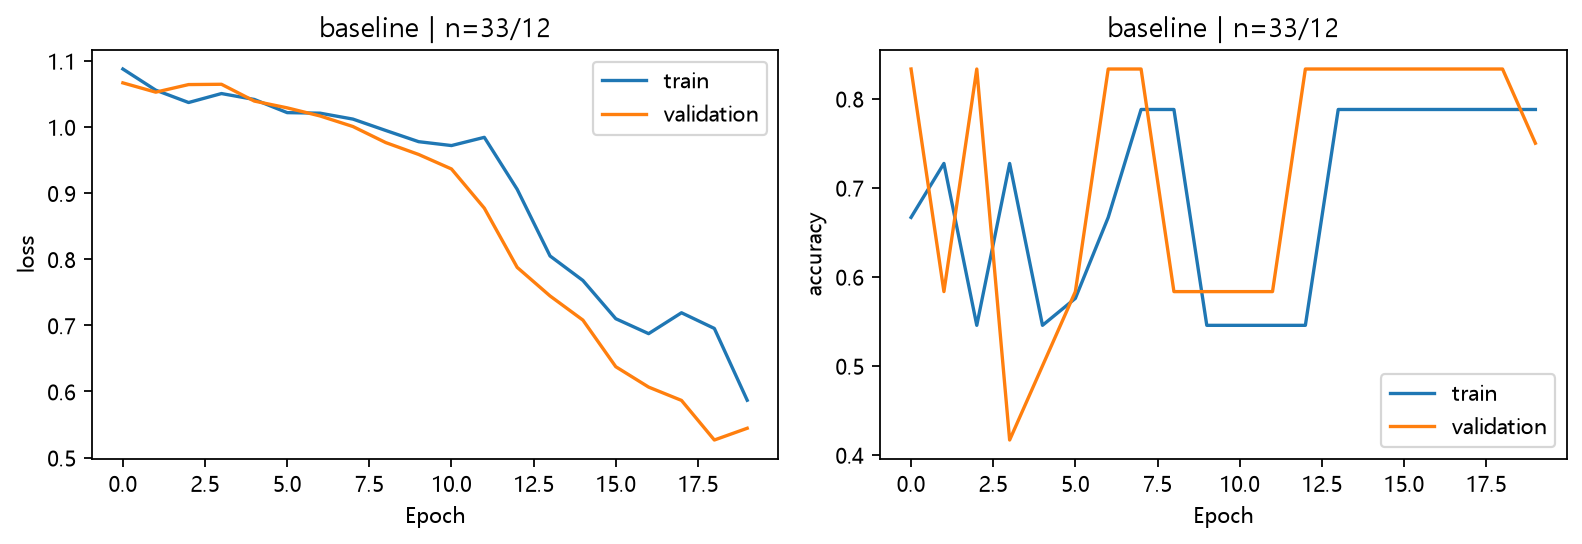 baseline | n=33/12
1.1
1.0
0.9
0.8
0.7
0.6
0.5
loss
train
validation
0.0 2.5 5.0 7.5 10.0 12.5 15.0 17.5
Epoch
baseline | n=33/12
0.8
0.7
0.6
0.5
0.4
accuracy
train
validation
0.0 2.5 5.0 7.5 10.0 12.5 15.0 17.5
Epoch